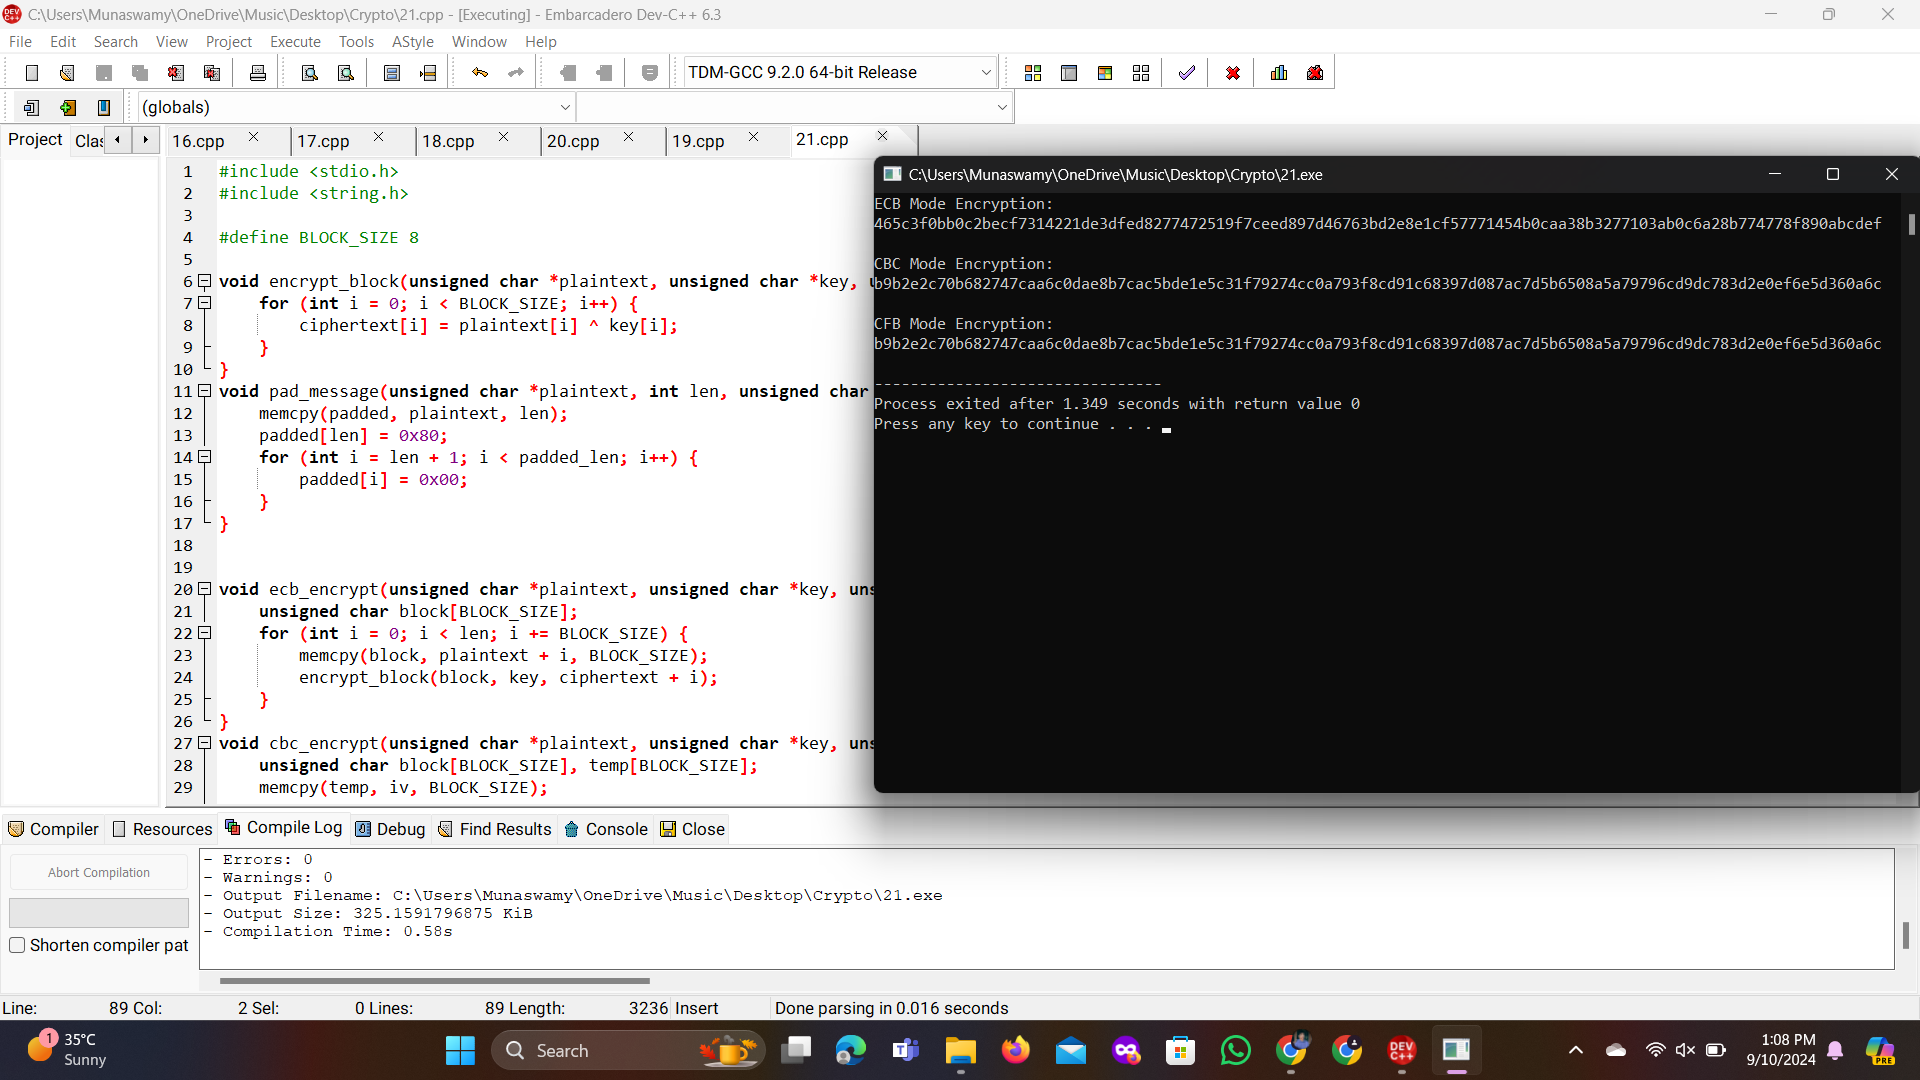 C:\Users\Munaswamy\OneDrive\Music\Desktop\Crypto\21.cpp - [Executing] - Embarcadero Dev-C++ 6.3
File Edit Search View Project Execute Tools AStyle Window Help
TDM-GCC 9.2.0 64-bit Release
(globals)
Project Clas 16.cpp 17.cpp 18.cpp 20.cpp 19.cpp 21.cpp
1 #include <stdio.h>
2 #include <string.h>
3
4 #define BLOCK_SIZE 8
5
6 void encrypt_block(unsigned char *plaintext, unsigned char *key, u
7 for (int i = 0; i < BLOCK_SIZE; i++) {
8 ciphertext[i] = plaintext[i] ^ key[i];
9 }
10 }
11 void pad_message(unsigned char *plaintext, int len, unsigned char
12 memcpy(padded, plaintext, len);
13 padded[len] = 0x80;
14 for (int i = len + 1; i < padded_len; i++) {
15 padded[i] = 0x00;
16 }
17 }
18
19
20 void ecb_encrypt(unsigned char *plaintext, unsigned char *key, uns
21 unsigned char block[BLOCK_SIZE];
22 for (int i = 0; i < len; i += BLOCK_SIZE) {
23 memcpy(block, plaintext + i, BLOCK_SIZE);
24 encrypt_block(block, key, ciphertext + i);
25 }
26 }
27 void cbc_encrypt(unsigned char *plaintext, unsigned char *key, uns
28 unsigned char block[BLOCK_SIZE], temp[BLOCK_SIZE];
29 memcpy(temp, iv, BLOCK_SIZE);
C:\Users\Munaswamy\OneDrive\Music\Desktop\Crypto\21.exe
ECB Mode Encryption:
465c3f0bb0c2becf7314221de3dfed8277472519f7ceed897d46763bd2e8e1cf57771454b0caa38b3277103ab0c6a28b774778f890abcdef
CBC Mode Encryption:
b9b2e2c70b682747caa6c0dae8b7cac5bde1e5c31f79274cc0a793f8cd91c68397d087ac7d5b6508a5a79796cd9dc783d2e0ef6e5d360a6c
CFB Mode Encryption:
b9b2e2c70b682747caa6c0dae8b7cac5bde1e5c31f79274cc0a793f8cd91c68397d087ac7d5b6508a5a79796cd9dc783d2e0ef6e5d360a6c
--------------------------------
Process exited after 1.349 seconds with return value 0
Press any key to continue . . .
Compiler Resources Compile Log Debug Find Results Console Close
Abort Compilation
Shorten compiler pat
- Errors: 0
- Warnings: 0
- Output Filename: C:\Users\Munaswamy\OneDrive\Music\Desktop\Crypto\21.exe
- Output Size: 325.1591796875 KiB
- Compilation Time: 0.58s
Line: 89 Col: 2 Sel: 0 Lines: 89 Length: 3236 Insert Done parsing in 0.016 seconds
1 35°C
Sunny
Search
DEV C++
PRE
1:08 PM
9/10/2024